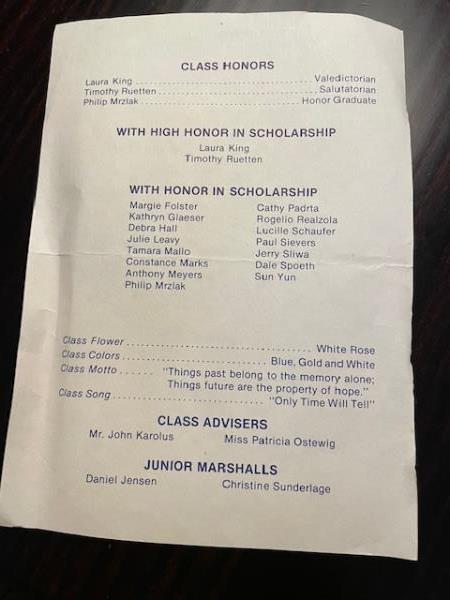 CLASS HONORS
Laura King ........................................ Valedictorian
Timothy Ruetten ................................... Salutatorian
Philip Mrzlak ..................................... Honor Graduate
WITH HIGH HONOR IN SCHOLARSHIP
Laura King
Timothy Ruetten
WITH HONOR IN SCHOLARSHIP
Margie Folster Cathy Padrta
Kathryn Glaeser Rogelio Realzola
Debra Hall Lucille Schaufer
Julie Leavy Paul Sievers
Tamara Mallo Jerry Sliwa
Constance Marks Dale Spoeth
Anthony Meyers Sun Yun
Philip Mrzlak
Class Flower ...................................... White Rose
Class Colors ............................... Blue, Gold and White
Class Motto ...... "Things past belong to the memory alone;
Things future are the property of hope."
Class Song ............................... "Only Time Will Tell"
CLASS ADVISERS
Mr. John Karolus Miss Patricia Ostewig
JUNIOR MARSHALLS
Daniel Jensen Christine Sunderlage